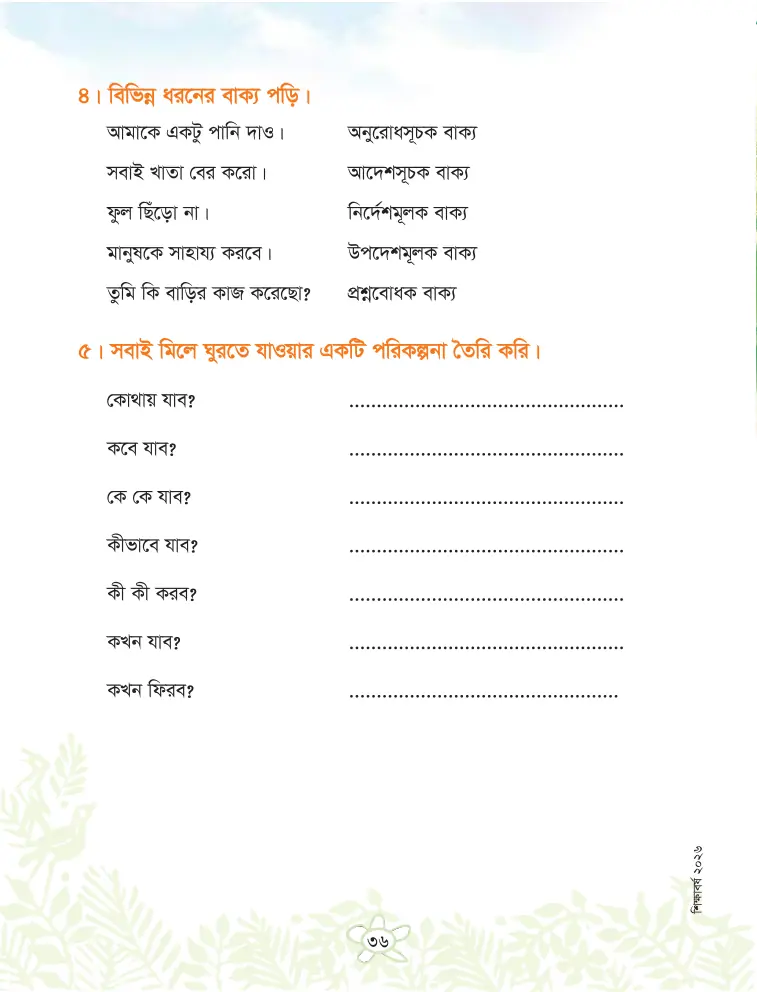 ৪। বিভিন্ন ধরনের বাক্য পড়ি।
আমাকে একটু পানি দাও। অনুরোধসূচক বাক্য
সবাই খাতা বের করো। আদেশসূচক বাক্য
ফুল ছিঁড়ো না। নির্দেশমূলক বাক্য
মানুষকে সাহায্য করবে। উপদেশমূলক বাক্য
তুমি কি বাড়ির কাজ করেছো? প্রশ্নবোধক বাক্য
৫। সবাই মিলে ঘুরতে যাওয়ার একটি পরিকল্পনা তৈরি করি।
কোথায় যাব? ..................................................
কবে যাব? ..................................................
কে কে যাব? ..................................................
কীভাবে যাব? ..................................................
কী কী করব? ..................................................
কখন যাব? ..................................................
কখন ফিরব? .................................................
শিক্ষাবর্ষ ২০২৬
৩৬